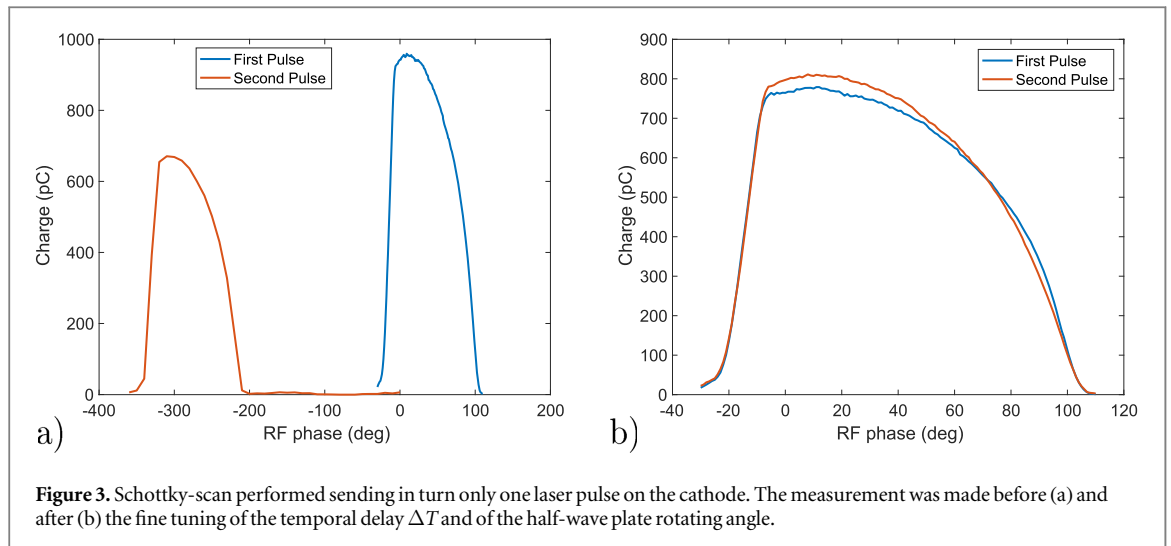 1000
800
600
400
200
0
Charge (pC)
First Pulse
Second Pulse
-400 -300 -200 -100 0 100 200
RF phase (deg)
a)
900
800
700
600
500
400
300
200
100
0
Charge (pC)
First Pulse
Second Pulse
-40 -20 0 20 40 60 80 100 120
RF phase (deg)
b)
Figure 3. Schottky-scan performed sending in turn only one laser pulse on the cathode. The measurement was made before (a) and
after (b) the fine tuning of the temporal delay ΔT and of the half-wave plate rotating angle.